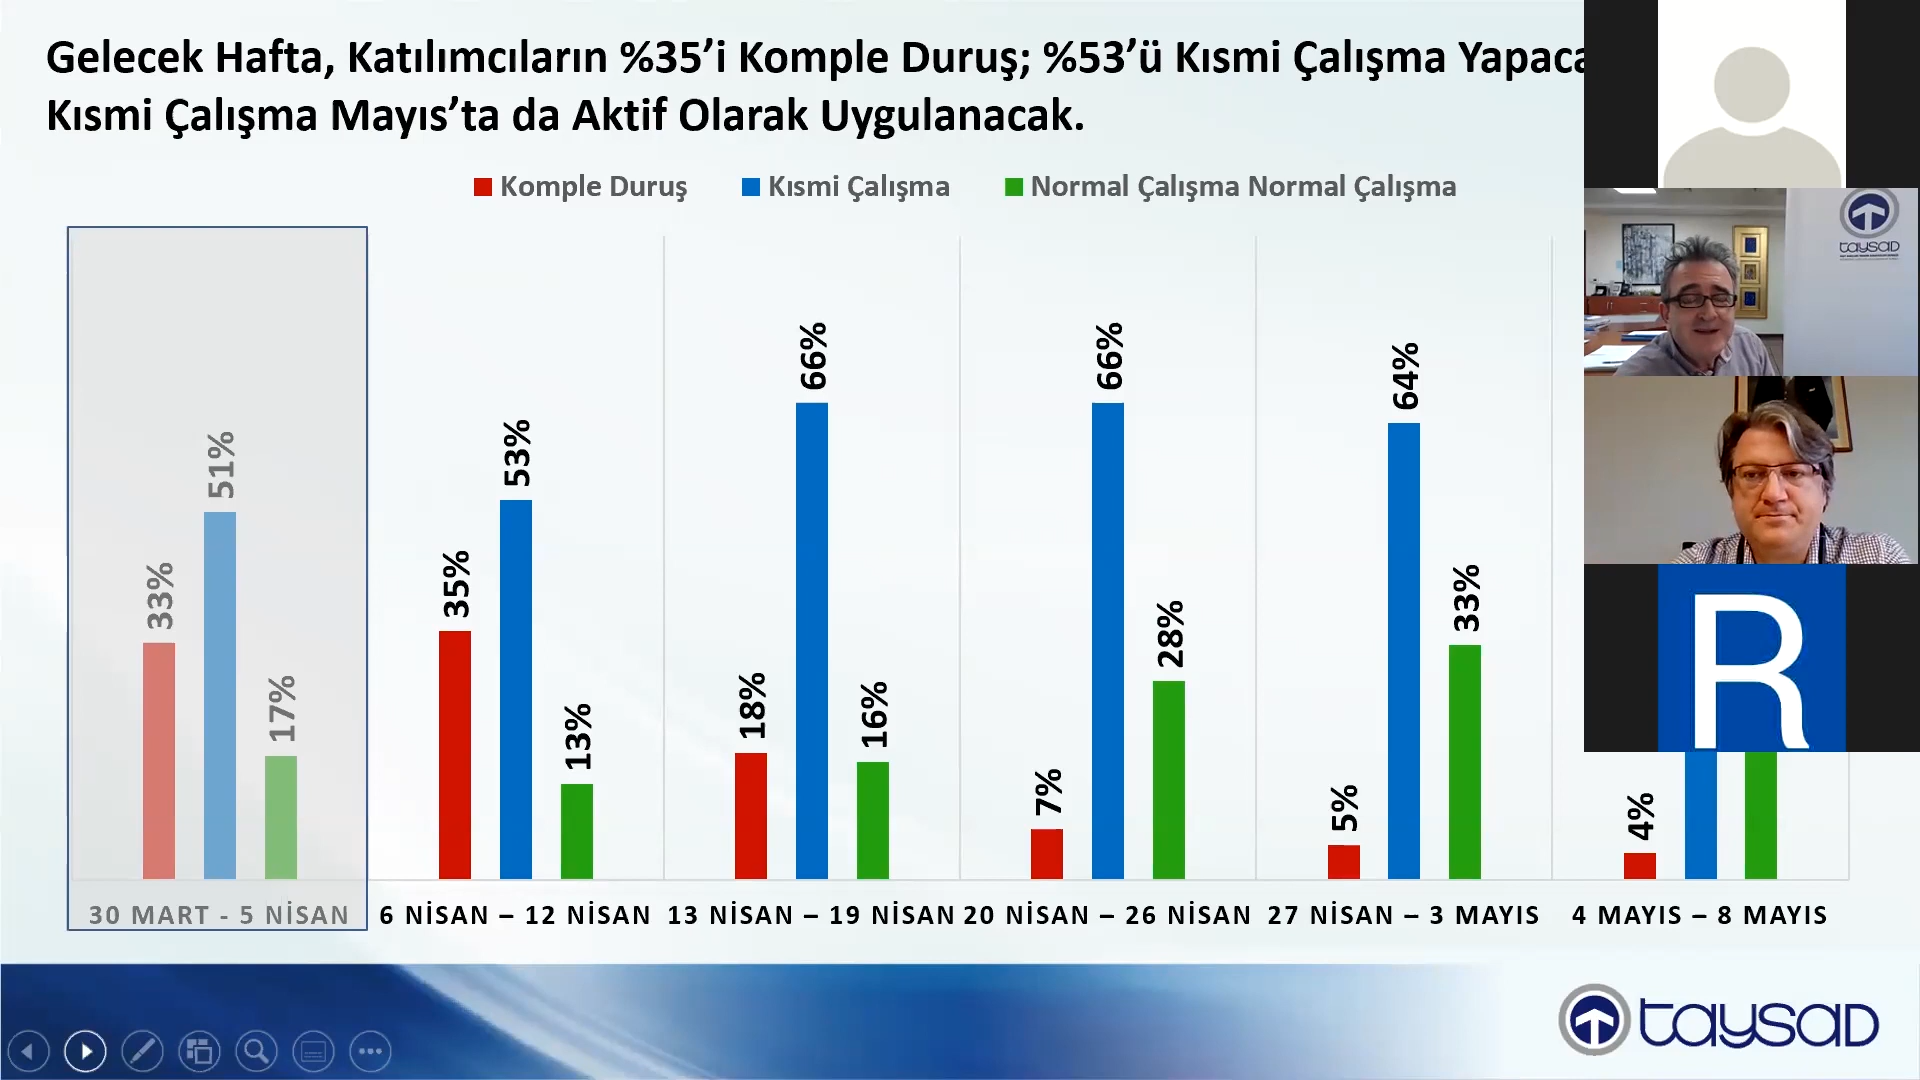 Gelecek Hafta, Katılımcıların %35’i Komple Duruş; %53’ü Kısmi Çalışma
Kısmi Çalışma Mayıs’ta da Aktif Olarak Uygulanacak.
Komple Duruş Kısmi Çalışma Normal Çalışma Normal Çalışma
33% 51% 17%
35% 53% 13%
18% 66% 16%
7% 66% 28%
5% 64% 33%
4%
30 MART - 5 NİSAN 6 NİSAN – 12 NİSAN 13 NİSAN – 19 NİSAN 20 NİSAN – 26 NİSAN 27 NİSAN – 3 MAYIS 4 MAYIS – 8 MAYIS
taysad
R
taysad